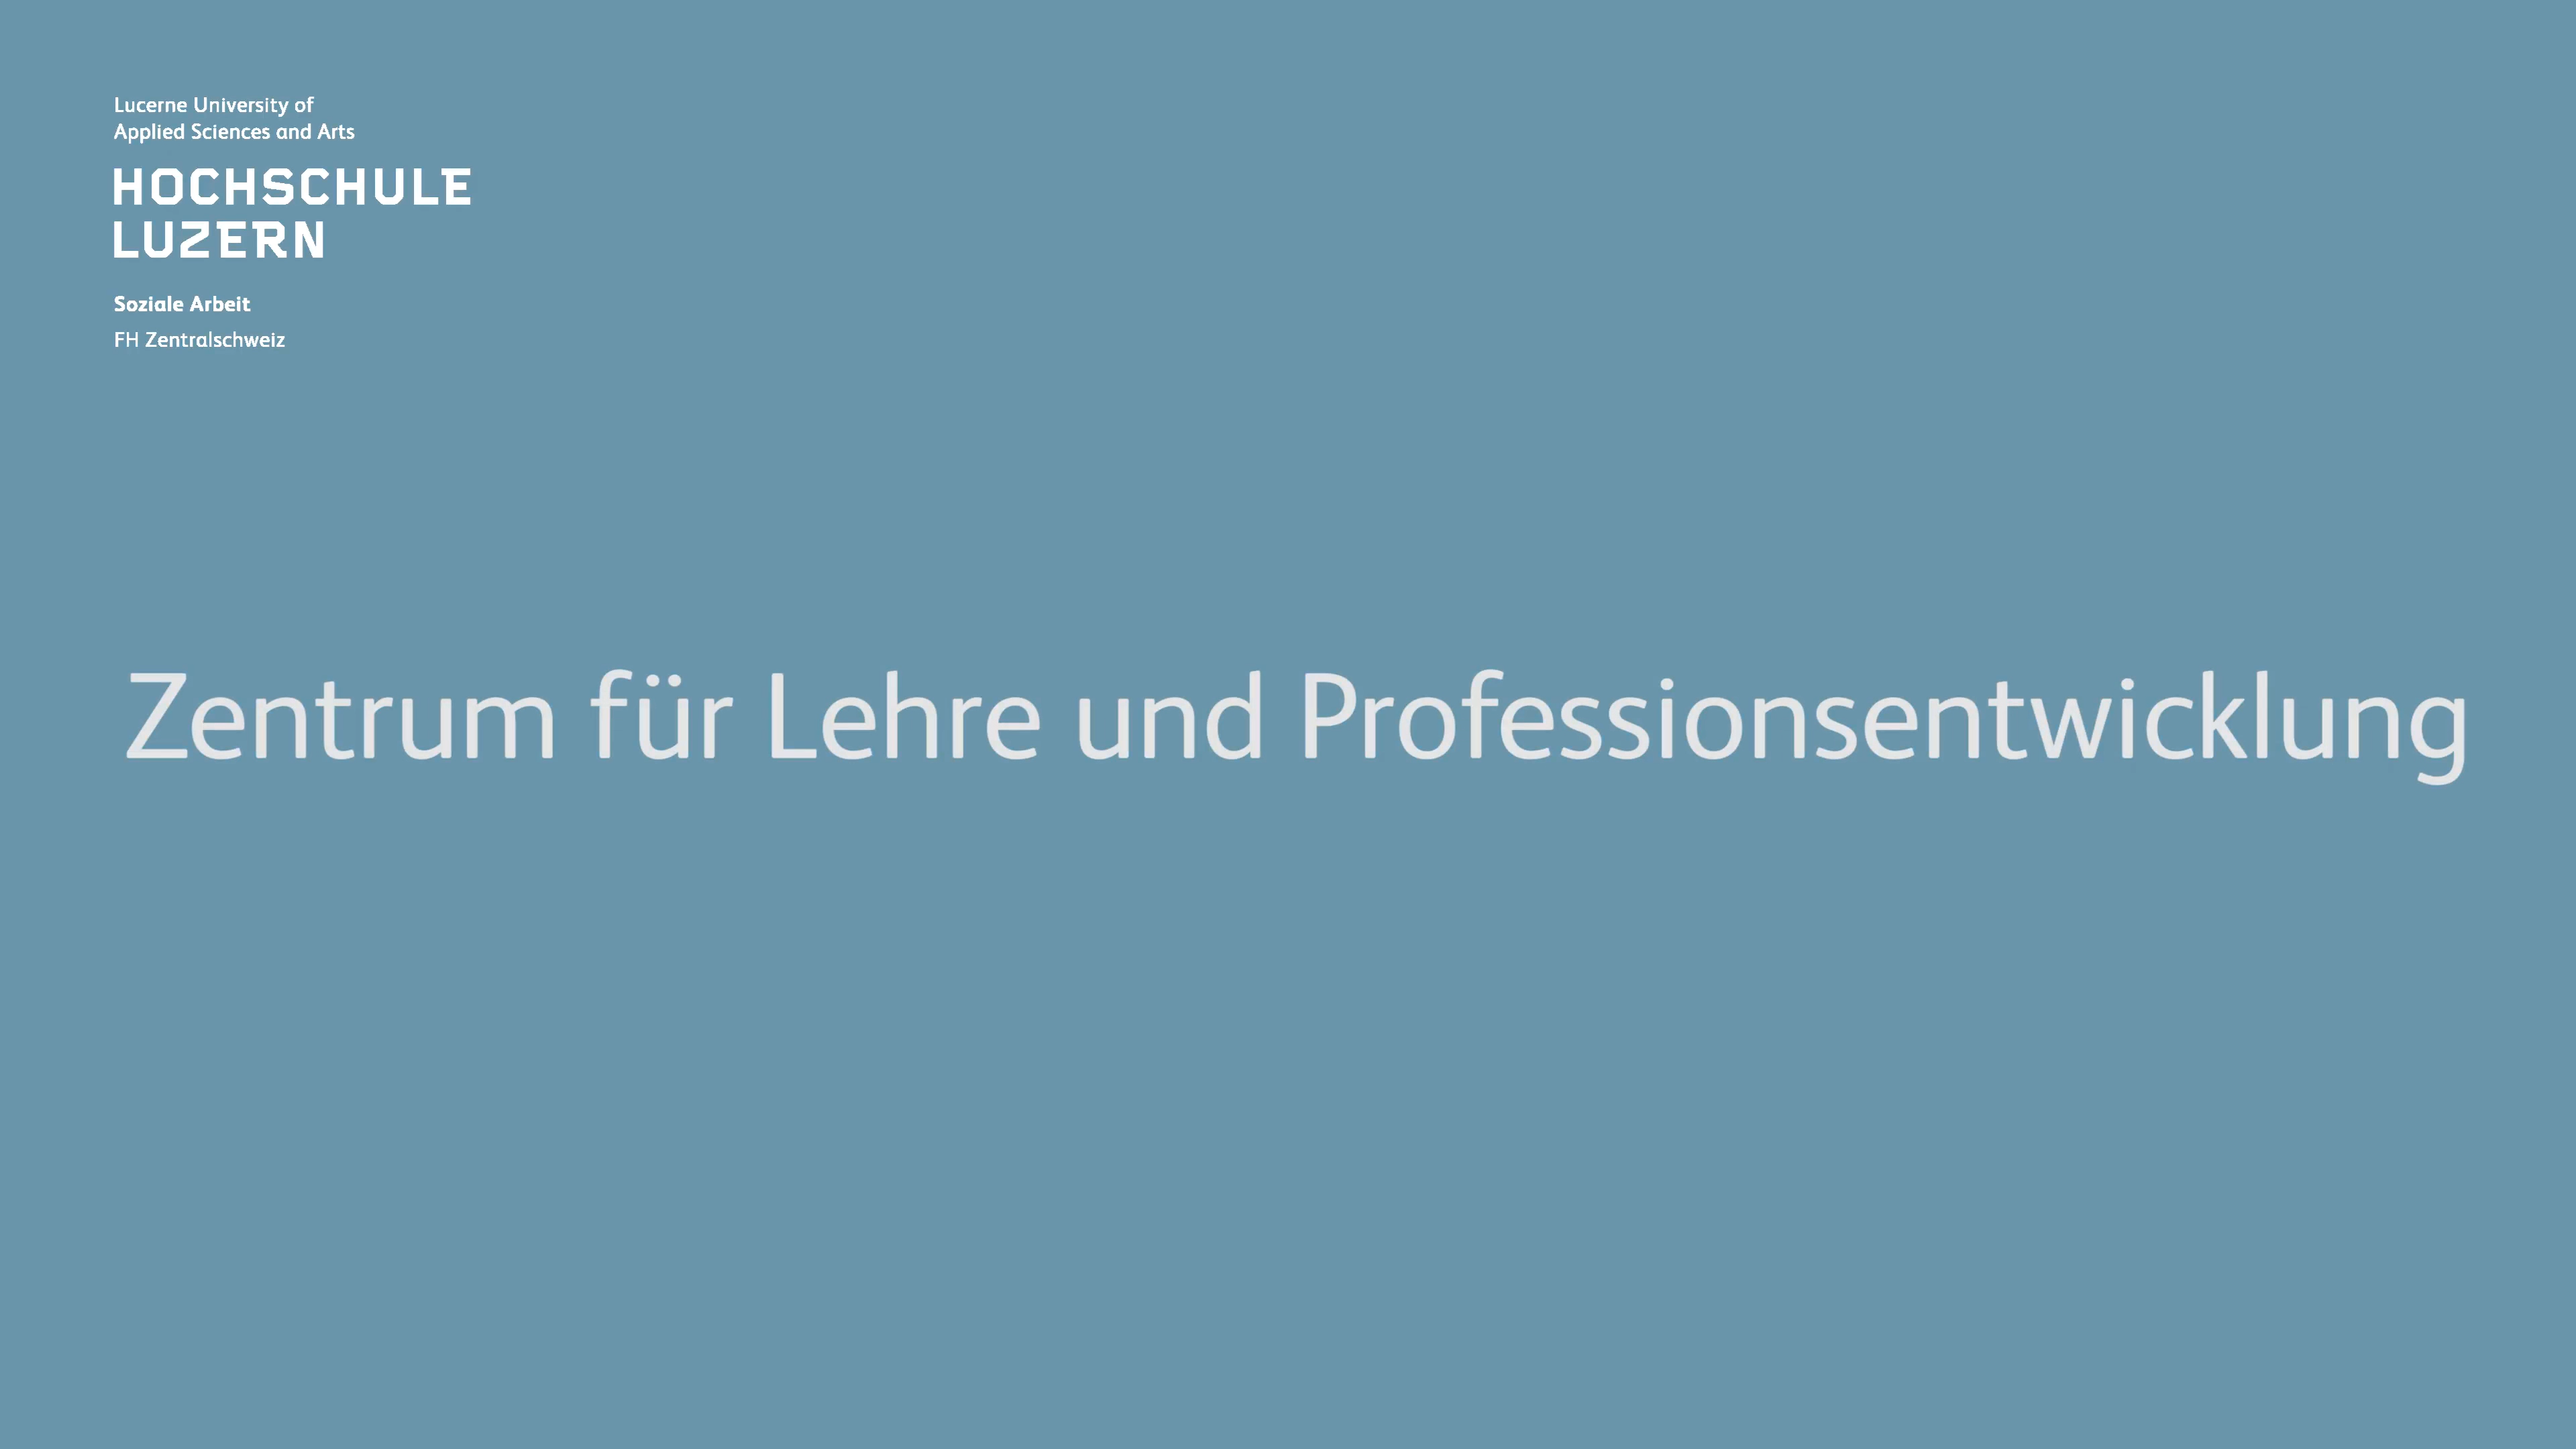 Lucerne University of
Applied Sciences and Arts
HOCHSCHULE
LUZERN
Soziale Arbeit
FH Zentralschweiz
Zentrum für Lehre und Professionsentwicklung